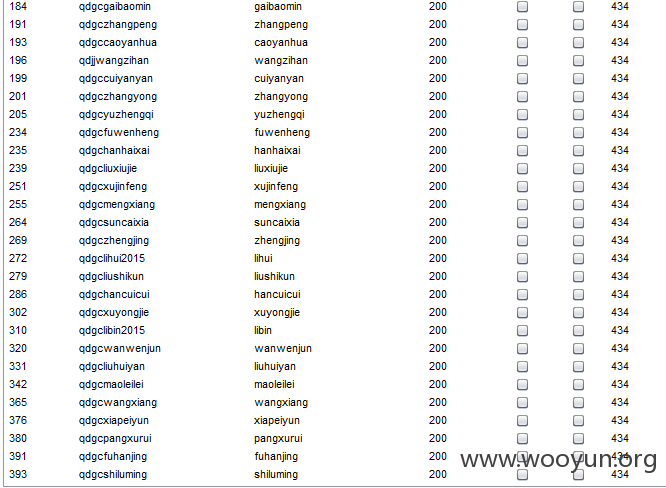 184 qdgcgaibaomin gaibaomin 200 434
191 qdgczhangpeng zhangpeng 200 434
193 qdgccaoyanhua caoyanhua 200 434
196 qdjjwangzihan wangzihan 200 434
199 qdgccuiyanyan cuiyanyan 200 434
201 qdgczhangyong zhangyong 200 434
205 qdgcyuzhengqi yuzhengqi 200 434
234 qdgcfuwenheng fuwenheng 200 434
235 qdgchanhaixai hanhaixai 200 434
239 qdgcliuxiujie liuxiujie 200 434
251 qdgcxujinfeng xujinfeng 200 434
255 qdgcmengxiang mengxiang 200 434
264 qdgcsuncaixia suncaixia 200 434
269 qdgczhengjing zhengjing 200 434
272 qdgclihui2015 lihui 200 434
279 qdgcliushikun liushikun 200 434
286 qdgchancuicui hancuicui 200 434
302 qdgcxuyongjie xuyongjie 200 434
310 qdgclibin2015 libin 200 434
320 qdgcwanwenjun wanwenjun 200 434
331 qdgcliuhuiyan liuhuiyan 200 434
342 qdgcmaoleilei maoleilei 200 434
365 qdgcwangxiang wangxiang 200 434
376 qdgcxiapeiyun xiapeiyun 200 434
380 qdgcpangxurui pangxurui 200 434
391 qdgcfuhanjing fuhanjing 200 434
393 qdgcshiluming shiluming 200 434
www.wooyun.org